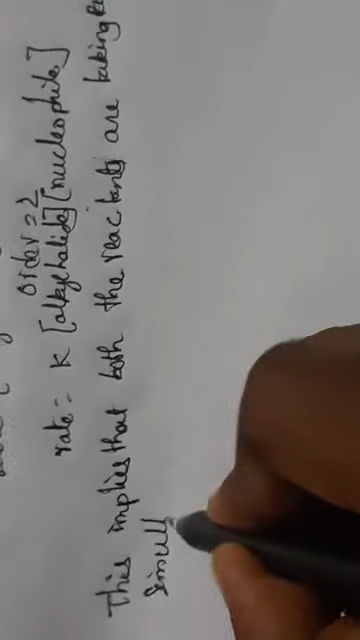 order = 2
rate = K [alkylhalide] [nucleophile]
This implies that both the reactants are taking
simul